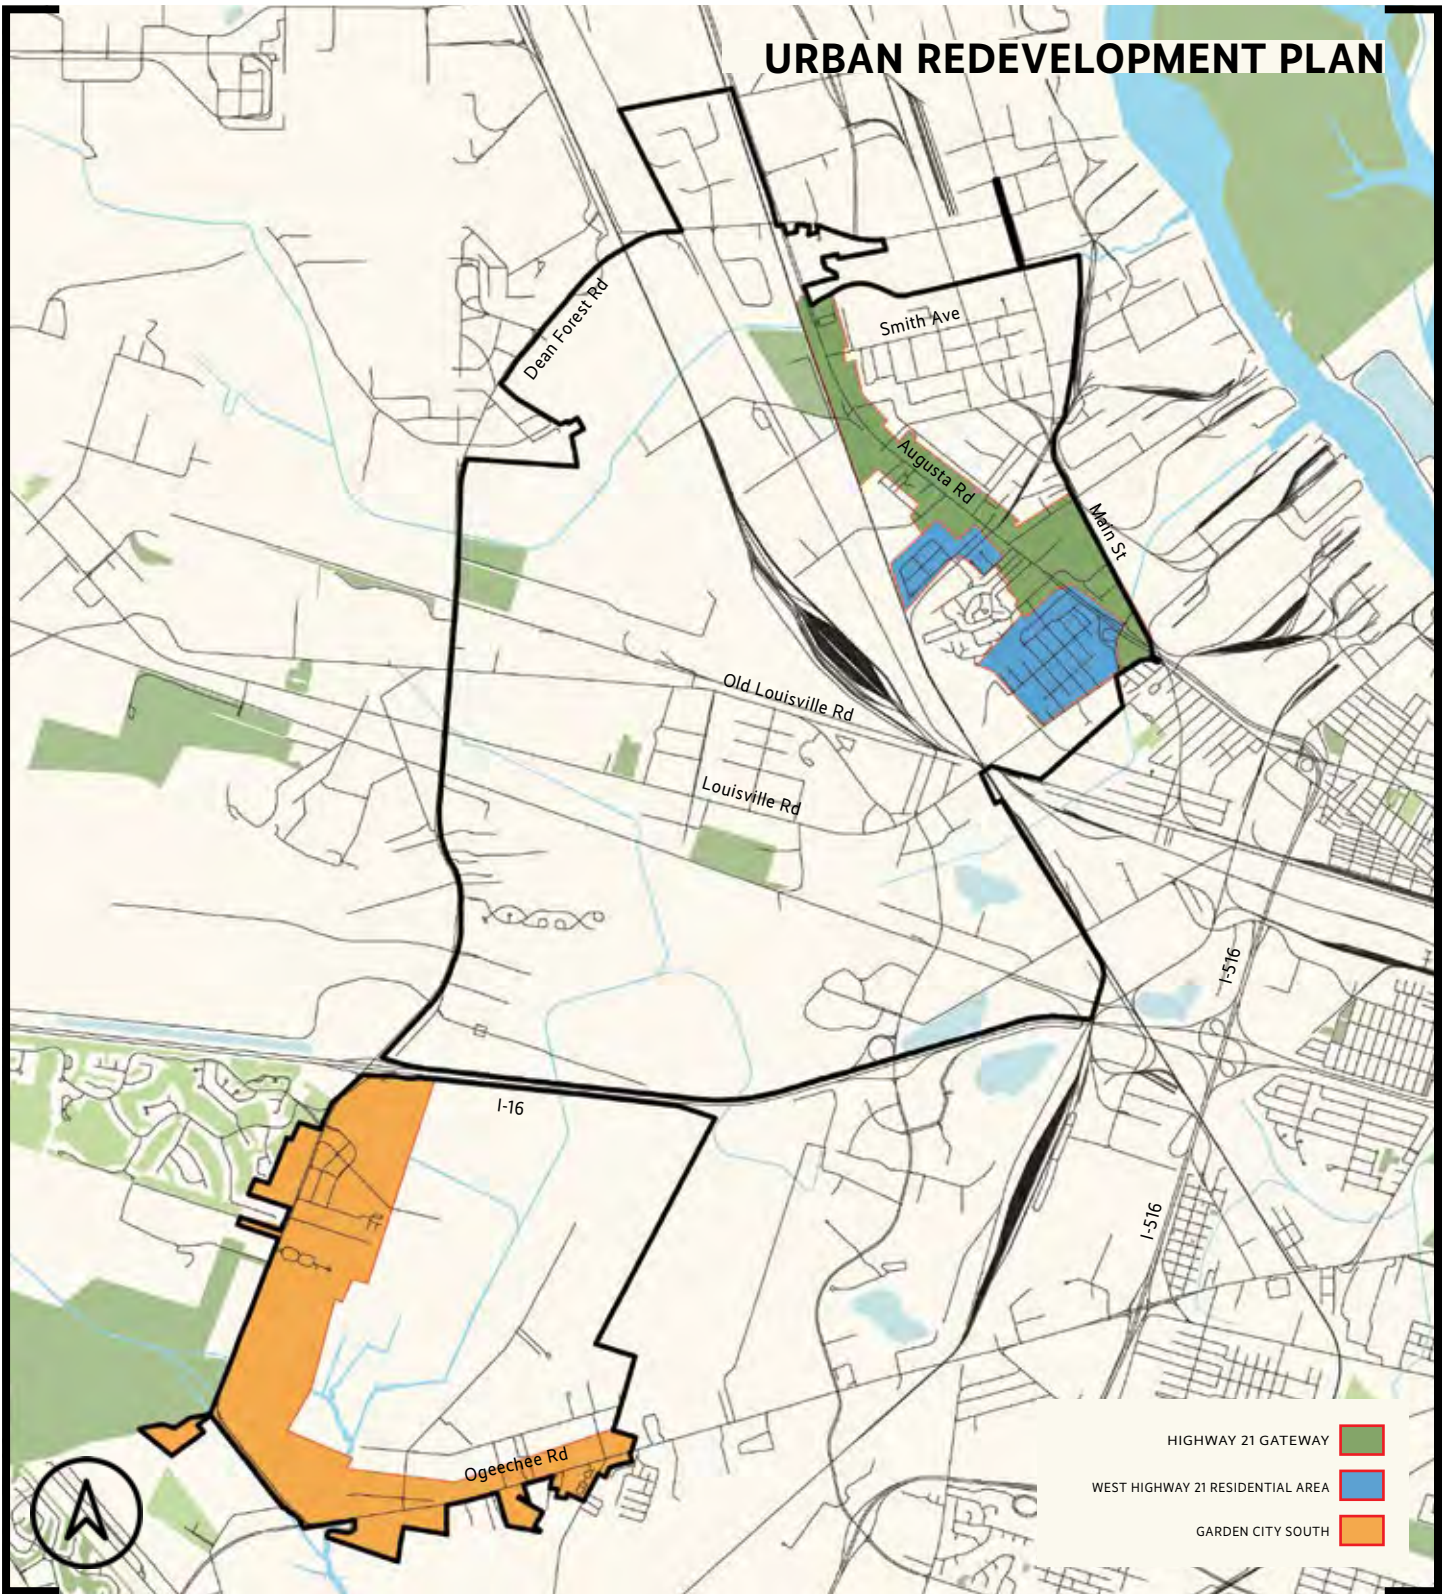 URBAN REDEVELOPMENT PLAN
Dean Forest Rd
Smith Ave
Augusta Rd
Main St
Old Louisville Rd
Louisville Rd
I-516
I-16
I-516
Ogeechee Rd
HIGHWAY 21 GATEWAY
WEST HIGHWAY 21 RESIDENTIAL AREA
GARDEN CITY SOUTH